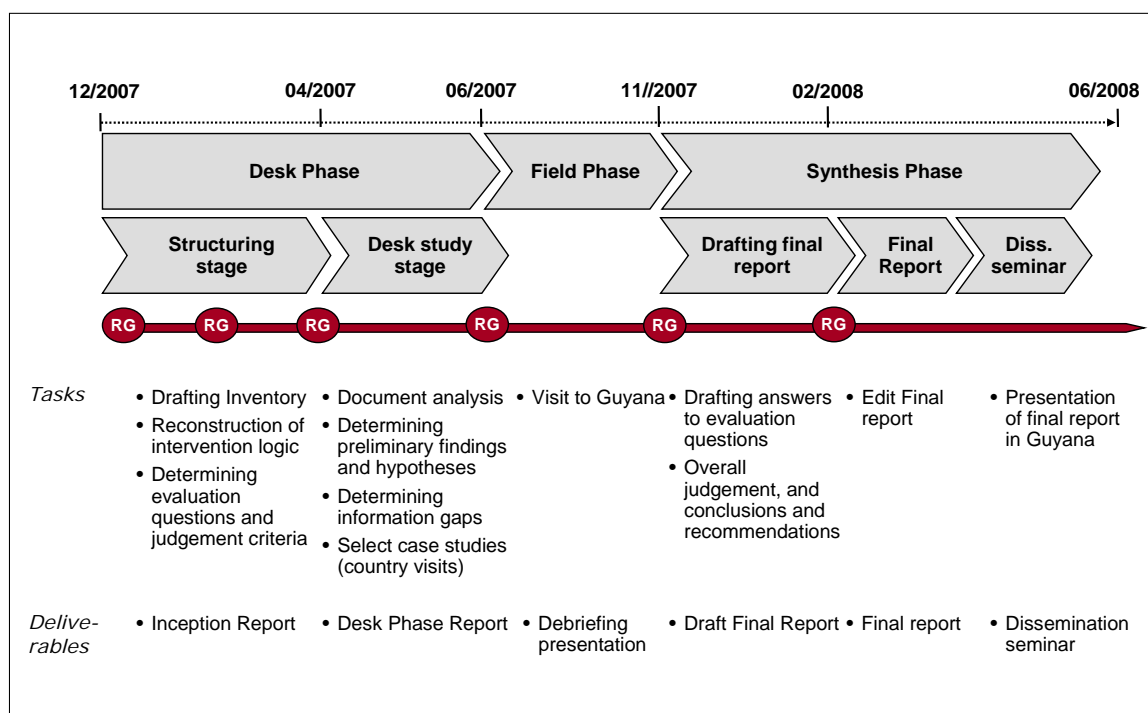 12/2007 04/2007 06/2007 11//2007 02/2008 06/2008
Desk Phase Field Phase Synthesis Phase
Structuring
stage
Desk study
stage
Drafting final
report
Final
Report
Diss.
seminar
RG RG RG RG RG RG
Tasks
• Drafting Inventory
• Reconstruction of
intervention logic
• Determining
evaluation
questions and
judgement criteria
• Document analysis
• Determining
preliminary findings
and hypotheses
• Determining
information gaps
• Select case studies
(country visits)
• Visit to Guyana
• Drafting answers
to evaluation
questions
• Overall
judgement, and
conclusions and
recommendations
• Edit Final
report
• Presentation
of final report
in Guyana
Delive-
rables
• Inception Report
• Desk Phase Report
• Debriefing
presentation
• Draft Final Report
• Final report
• Dissemination
seminar